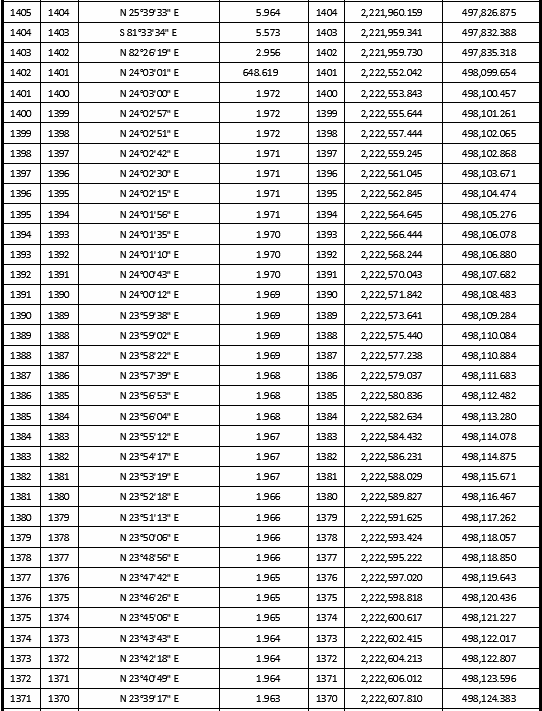 1405 1404 N 25°39'33" E 5.964 1404 2,221,960.159 497,826.875
1404 1403 S 81°33'34" E 5.573 1403 2,221,959.341 497,832.388
1403 1402 N 82°26'19" E 2.956 1402 2,221,959.730 497,835.318
1402 1401 N 24°03'01" E 648.619 1401 2,222,552.042 498,099.654
1401 1400 N 24°03'00" E 1.972 1400 2,222,553.843 498,100.457
1400 1399 N 24°02'57" E 1.972 1399 2,222,555.644 498,101.261
1399 1398 N 24°02'51" E 1.972 1398 2,222,557.444 498,102.065
1398 1397 N 24°02'42" E 1.971 1397 2,222,559.245 498,102.868
1397 1396 N 24°02'30" E 1.971 1396 2,222,561.045 498,103.671
1396 1395 N 24°02'15" E 1.971 1395 2,222,562.845 498,104.474
1395 1394 N 24°01'56" E 1.971 1394 2,222,564.645 498,105.276
1394 1393 N 24°01'35" E 1.970 1393 2,222,566.444 498,106.078
1393 1392 N 24°01'10" E 1.970 1392 2,222,568.244 498,106.880
1392 1391 N 24°00'43" E 1.970 1391 2,222,570.043 498,107.682
1391 1390 N 24°00'12" E 1.969 1390 2,222,571.842 498,108.483
1390 1389 N 23°59'38" E 1.969 1389 2,222,573.641 498,109.284
1389 1388 N 23°59'02" E 1.969 1388 2,222,575.440 498,110.084
1388 1387 N 23°58'22" E 1.969 1387 2,222,577.238 498,110.884
1387 1386 N 23°57'39" E 1.968 1386 2,222,579.037 498,111.683
1386 1385 N 23°56'53" E 1.968 1385 2,222,580.836 498,112.482
1385 1384 N 23°56'04" E 1.968 1384 2,222,582.634 498,113.280
1384 1383 N 23°55'12" E 1.967 1383 2,222,584.432 498,114.078
1383 1382 N 23°54'17" E 1.967 1382 2,222,586.231 498,114.875
1382 1381 N 23°53'19" E 1.967 1381 2,222,588.029 498,115.671
1381 1380 N 23°52'18" E 1.966 1380 2,222,589.827 498,116.467
1380 1379 N 23°51'13" E 1.966 1379 2,222,591.625 498,117.262
1379 1378 N 23°50'06" E 1.966 1378 2,222,593.424 498,118.057
1378 1377 N 23°48'56" E 1.966 1377 2,222,595.222 498,118.850
1377 1376 N 23°47'42" E 1.965 1376 2,222,597.020 498,119.643
1376 1375 N 23°46'26" E 1.965 1375 2,222,598.818 498,120.436
1375 1374 N 23°45'06" E 1.965 1374 2,222,600.617 498,121.227
1374 1373 N 23°43'43" E 1.964 1373 2,222,602.415 498,122.017
1373 1372 N 23°42'18" E 1.964 1372 2,222,604.213 498,122.807
1372 1371 N 23°40'49" E 1.964 1371 2,222,606.012 498,123.596
1371 1370 N 23°39'17" E 1.963 1370 2,222,607.810 498,124.383